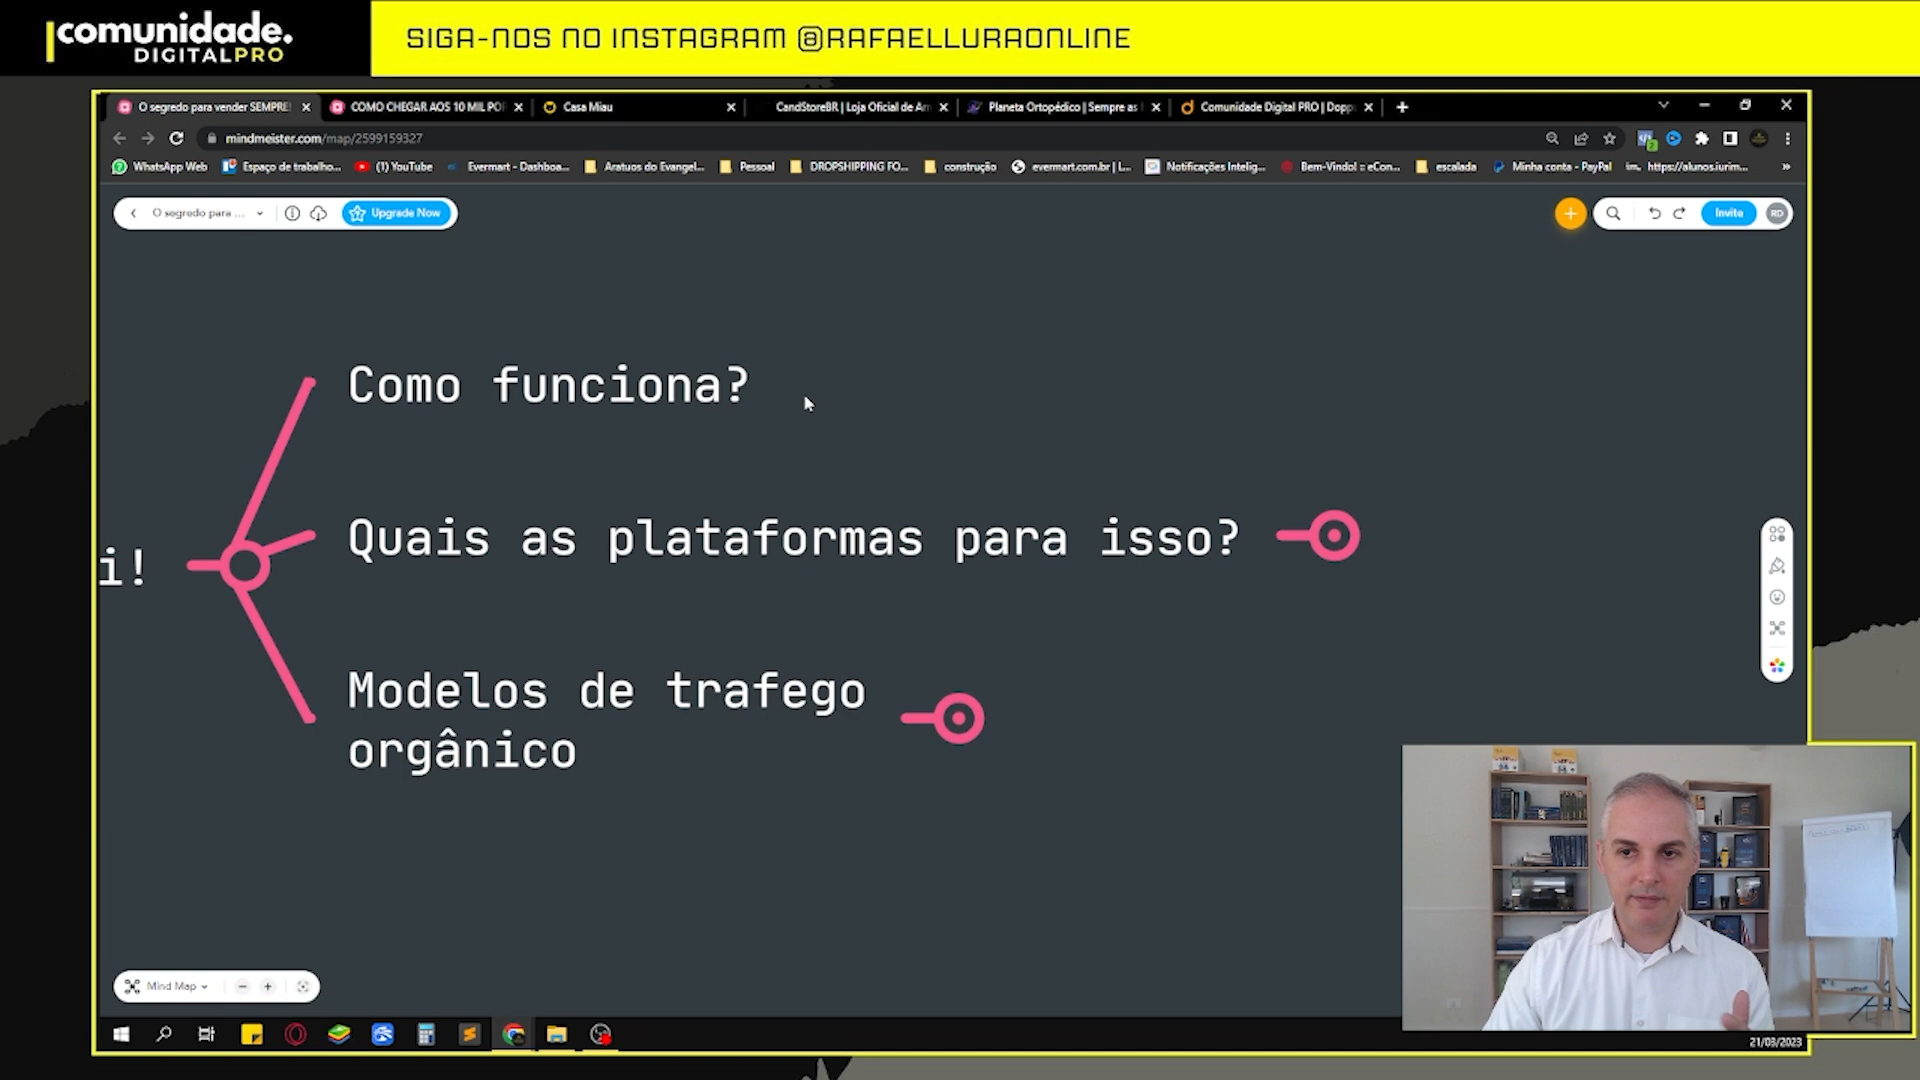 comunidade.
DIGITALPRO
SIGA-NOS NO INSTAGRAM @RAFAELLURAONLINE
O segredo para vender SEMPRE!
COMO CHEGAR AOS 10 MIL POR
Casa Miau
CandStoreBR | Loja Oficial de Am
Planeta Ortopédico | Sempre as
Comunidade Digital PRO | Dopp
mindmeister.com/map/2599159327
WhatsApp Web
Espaço de trabalho...
(1) YouTube
Evermart - Dashboa...
Aratuos do Evangel...
Pessoal
DROPSHIPPING FO...
construção
evermart.com.br | L...
Notificações Intelig...
Bem-Vindo! :: eCon...
escalada
Minha conta - PayPal
https://alunos.iurim...
O segredo para ...
Upgrade Now
Invite
RD
Como funciona?
Quais as plataformas para isso?
i!
Modelos de trafego
orgânico
Mind Map
21/03/2023